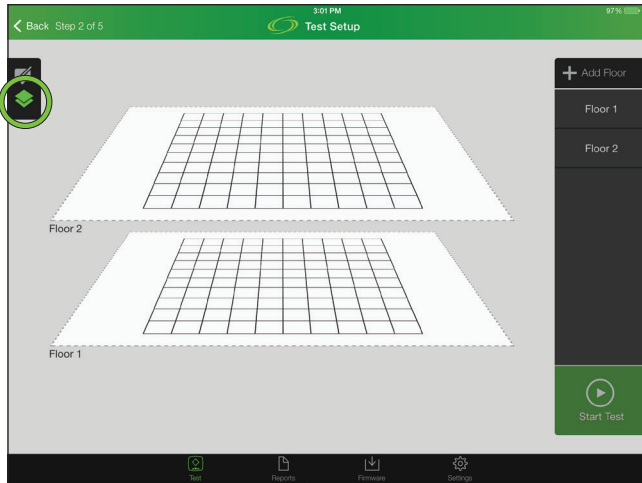 3:01 PM
97%
Back Step 2 of 5
Test Setup
Add Floor
Floor 1
Floor 2
Floor 2
Floor 1
Start Test
Test
Reports
Firmware
Settings